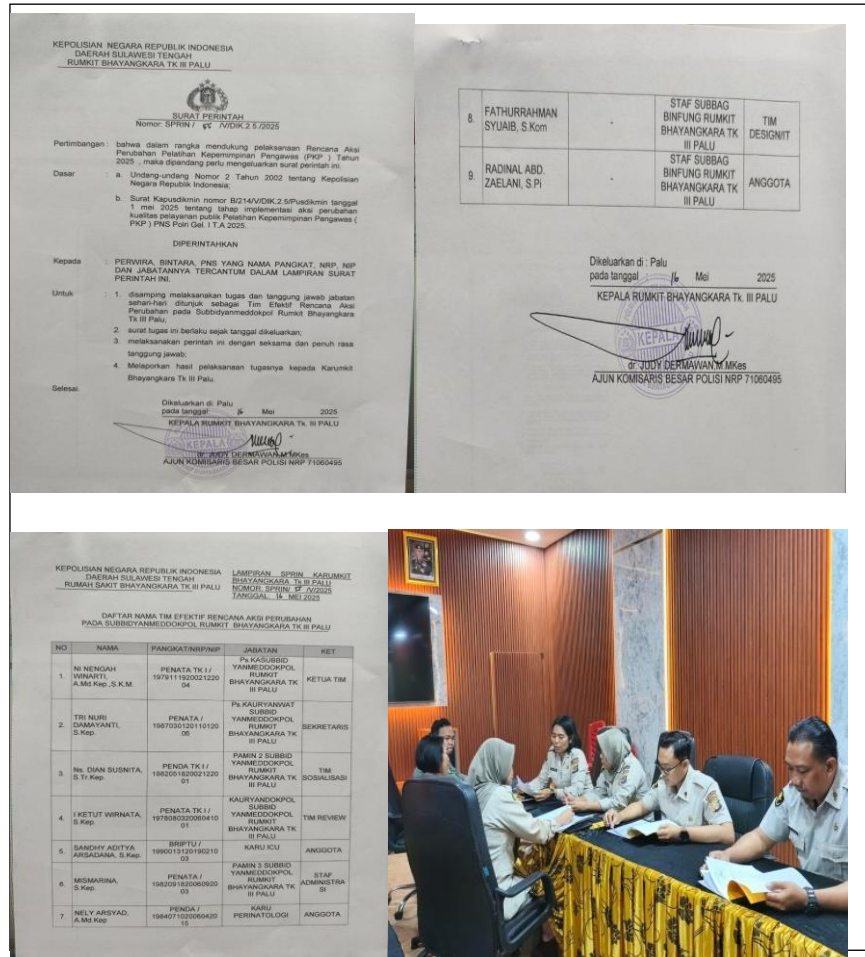 KEPOLISIAN NEGARA REPUBLIK INDONESIA
DAERAH SULAWESI TENGAH
RUMKIT BHAYANGKARA TK III PALU
SURAT PERINTAH
Nomor: SPRIN / /V/DIK.2.5./2025
Pertimbangan : bahwa dalam rangka mendukung pelaksanaan Rencana Aksi
Perubahan Pelatihan Kepemimpinan Pengawas (PKP ) Tahun
2025 , maka dipandang perlu mengeluarkan surat perintah ini.
Dasar : a. Undang-undang Nomor 2 Tahun 2002 tentang Kepolisian
Negara Republik Indonesia;
b. Surat Kapusdikmin nomor B/214/V/DIK.2.5/Pusdikmin tanggal
1 mei 2025 tentang tahap implementasi aksi perubahan
kualitas pelayanan publik Pelatihan Kepemimpinan Pengawas (
PKP ) PNS Polri Gel. I T.A 2025.
DIPERINTAHKAN
Kepada : PERWIRA, BINTARA, PNS YANG NAMA PANGKAT, NRP, NIP
DAN JABATANNYA TERCANTUM DALAM LAMPIRAN SURAT
PERINTAH INI.
Untuk : 1. disamping melaksanakan tugas dan tanggung jawab jabatan
sehari-hari ditunjuk sebagai Tim Efektif Rencana Aksi
Perubahan pada Subbidyanmeddokpol Rumkit Bhayangkara
Tk III Palu;
2. surat tugas ini berlaku sejak tanggal dikeluarkan;
3. melaksanakan perintah ini dengan seksama dan penuh rasa
tanggung jawab;
4. Melaporkan hasil pelaksanaan tugasnya kepada Karumkit
Bhayangkara Tk III Palu.
Selesai.
Dikeluarkan di: Palu
pada tanggal: 16 Mei 2025
KEPALA RUMKIT BHAYANGKARA Tk. III PALU
KEPALA
dr. JUDY DERMAWAN,M.MKes
AJUN KOMISARIS BESAR POLISI NRP 71060495
8. FATHURRAHMAN SYUAIB, S.Kom - STAF SUBBAG BINFUNG RUMKIT BHAYANGKARA TK III PALU TIM DESIGN/IT
9. RADINAL ABD. ZAELANI, S.Pi - STAF SUBBAG BINFUNG RUMKIT BHAYANGKARA TK III PALU ANGGOTA
Dikeluarkan di : Palu
pada tanggal 16 Mei 2025
KEPALA RUMKIT BHAYANGKARA Tk. III PALU
KEPALA
dr. JUDY DERMAWAN,M.MKes
AJUN KOMISARIS BESAR POLISI NRP 71060495
KEPOLISIAN NEGARA REPUBLIK INDONESIA
DAERAH SULAWESI TENGAH
RUMAH SAKIT BHAYANGKARA TK III PALU
LAMPIRAN SPRIN KARUMKIT
BHAYANGKARA Tk III PALU
NOMOR: SPRIN/ /V/2025
TANGGAL: 16 MEI 2025
DAFTAR NAMA TIM EFEKTIF RENCANA AKSI PERUBAHAN
PADA SUBBIDYANMEDDOKPOL RUMKIT BHAYANGKARA TK III PALU
NO NAMA PANGKAT/NRP/NIP JABATAN KET
1. NI NENGAH WINARTI, A.Md.Kep.,S.K.M. PENATA TK I / 197911192002122004 Ps.KASUBBID YANMEDDOKPOL RUMKIT BHAYANGKARA TK III PALU KETUA TIM
2. TRI NURI DAMAYANTI, S.Kep. PENATA / 198703012011012006 Ps.KAURYANWAT SUBBID YANMEDDOKPOL RUMKIT BHAYANGKARA TK III PALU SEKRETARIS
3. Ns. DIAN SUSNITA, S.Tr.Kep. PENDA TK I / 198205182002122001 PAMIN 2 SUBBID YANMEDDOKPOL RUMKIT BHAYANGKARA TK III PALU TIM SOSIALISASI
4. I KETUT WIRNATA, S.Kep. PENATA TK I / 197808032006041001 KAURYANDOKPOL SUBBID YANMEDDOKPOL RUMKIT BHAYANGKARA TK III PALU TIM REVIEW
5. SANDHY ADITYA ARSADANA, S.Kep. BRIPTU / 199001312019021003 KARU ICU ANGGOTA
6. MISMARINA, S.Kep. PENATA / 198209182006092003 PAMIN 3 SUBBID YANMEDDOKPOL RUMKIT BHAYANGKARA TK III PALU STAF ADMINISTRASI
7. NELY ARSYAD, A.Md.Kep PENDA / 198407102006042015 KARU PERINATOLOGI ANGGOTA